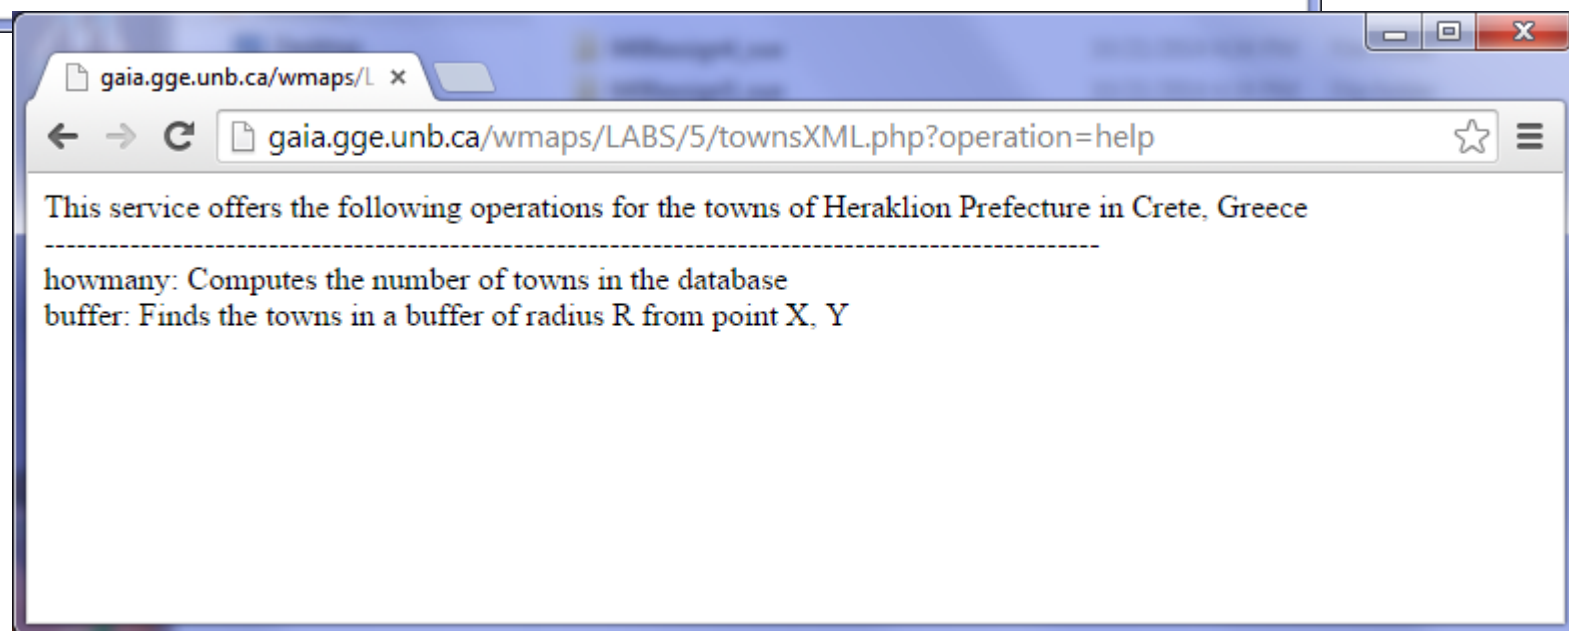 gaia.gge.unb.ca/wmaps/L
gaia.gge.unb.ca/wmaps/LABS/5/townsXML.php?operation=help
This service offers the following operations for the towns of Heraklion Prefecture in Crete, Greece
----------------------------------------------------------------------------------------------------
howmany: Computes the number of towns in the database
buffer: Finds the towns in a buffer of radius R from point X, Y